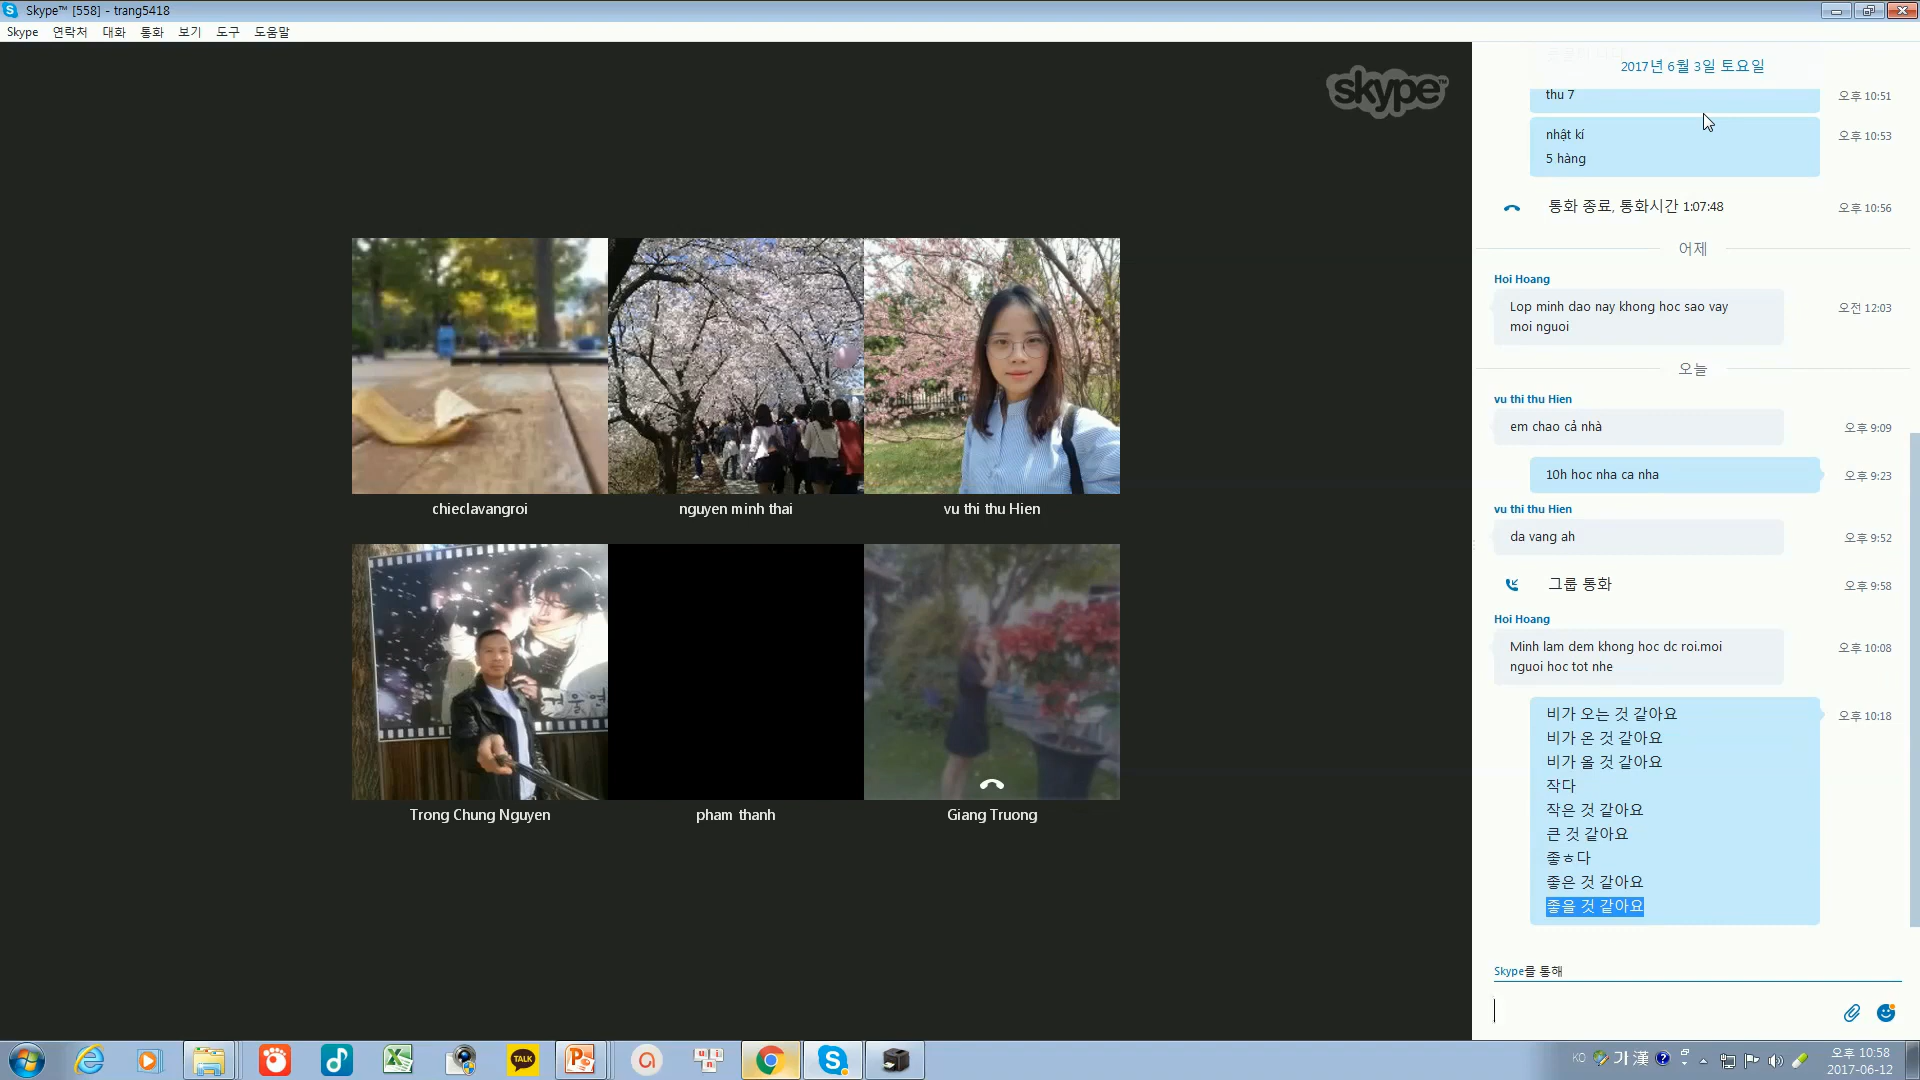 Skype™ [558] - trang5418
Skype 연락처 대화 통화 보기 도구 도움말
skype™
2017년 6월 3일 토요일
thu 7
오후 10:51
nhật kí
5 hàng
오후 10:53
통화 종료, 통화시간 1:07:48
오후 10:56
어제
Hoi Hoang
Lop minh dao nay khong hoc sao vay
moi nguoi
오전 12:03
오늘
vu thi thu Hien
em chao cả nhà
오후 9:09
10h hoc nha ca nha
오후 9:23
vu thi thu Hien
da vang ah
오후 9:52
그룹 통화
오후 9:58
Hoi Hoang
Minh lam dem khong hoc dc roi.moi
nguoi hoc tot nhe
오후 10:08
비가 오는 것 같아요
비가 온 것 같아요
비가 올 것 같아요
작다
작은 것 같아요
큰 것 같아요
좋ㅎ다
좋은 것 같아요
좋을 것 같아요
오후 10:18
Skype를 통해
chieclavangroi
nguyen minh thai
vu thi thu Hien
겨울연
Trong Chung Nguyen
pham thanh
Giang Truong
TALK
KO
가 漢
오후 10:58
2017-06-12